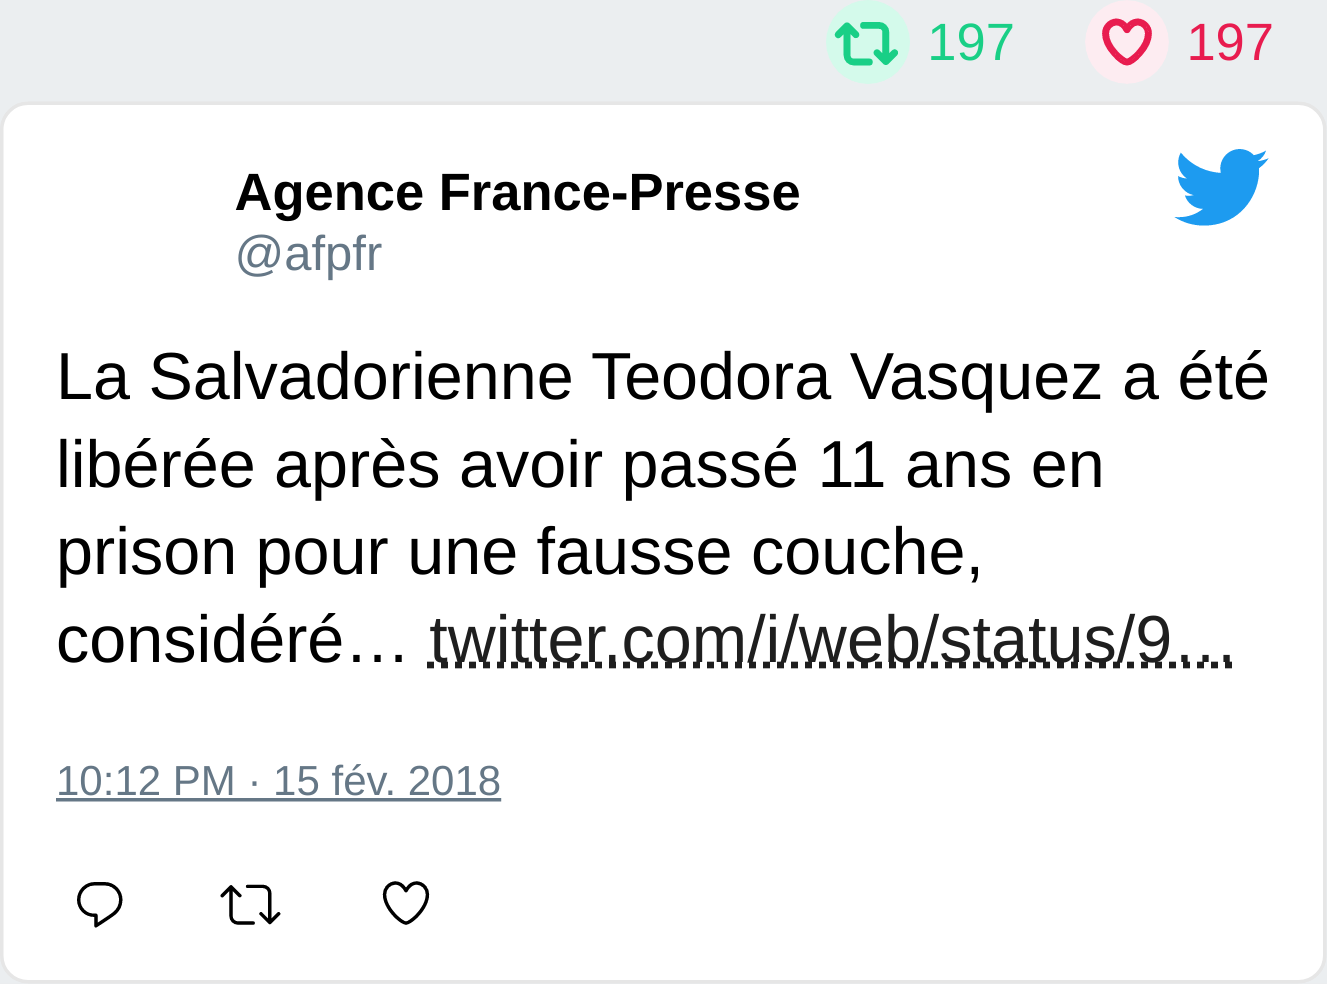 197 197
Agence France-Presse
@afpfr
La Salvadorienne Teodora Vasquez a été
libérée après avoir passé 11 ans en
prison pour une fausse couche,
considéré… twitter.com/i/web/status/9…
10:12 PM · 15 fév. 2018